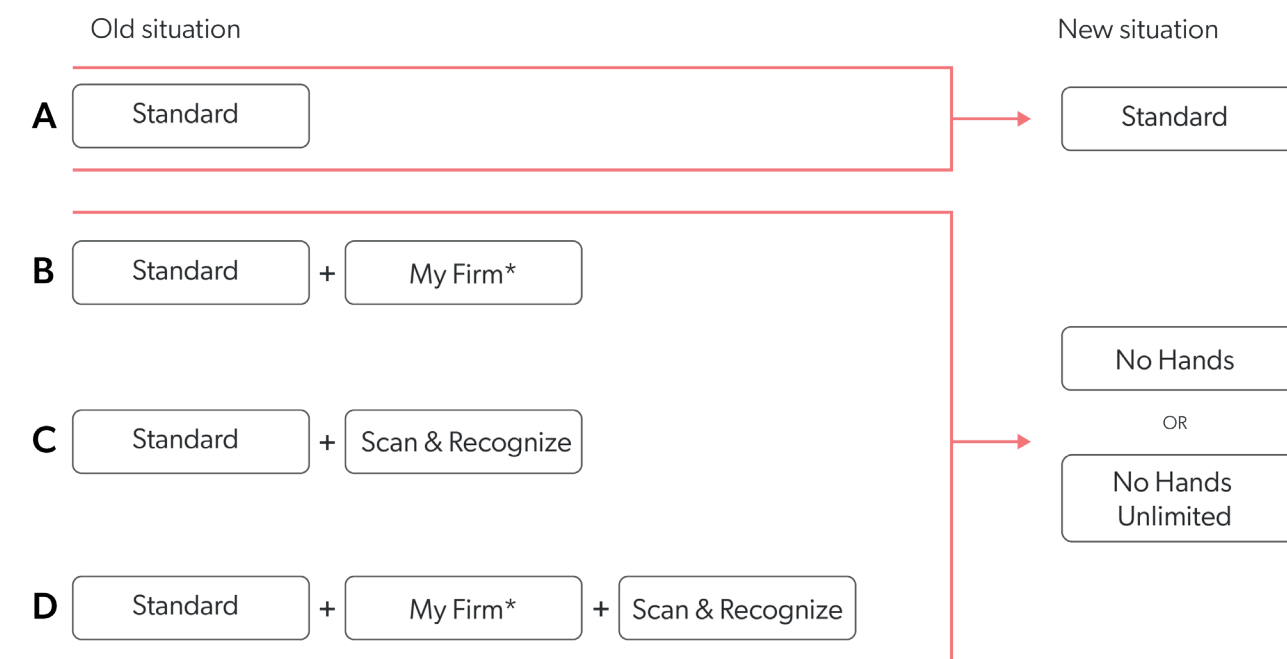 Old situation
New situation
A
Standard
Standard
B
Standard + My Firm*
No Hands
OR
C
Standard + Scan & Recognize
No Hands
Unlimited
D
Standard + My Firm* + Scan & Recognize